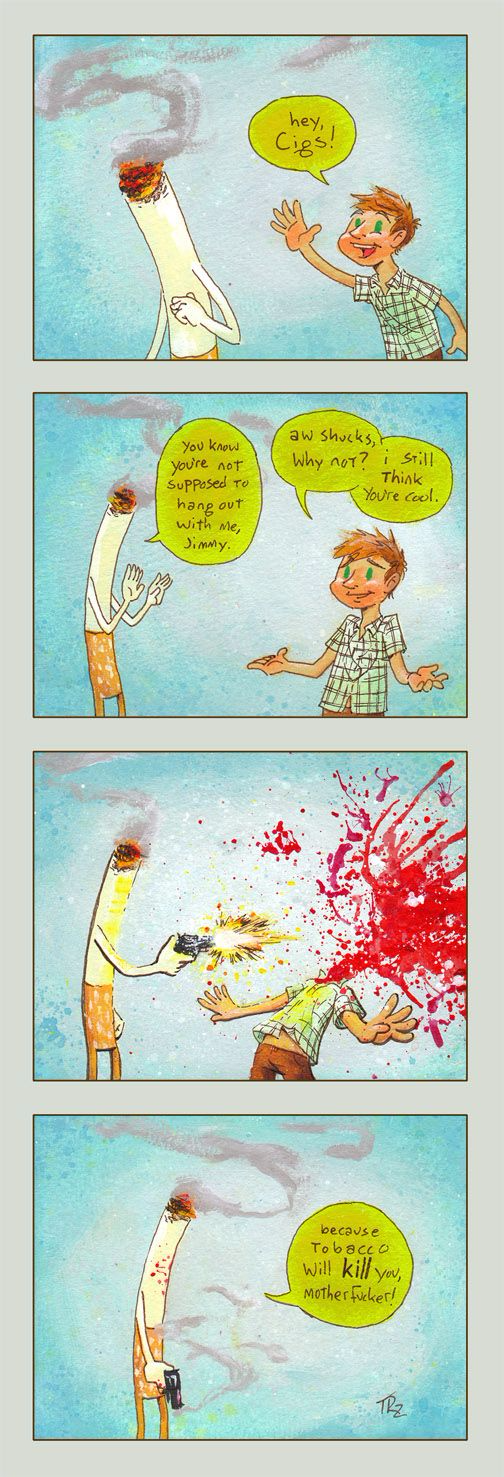 hey,
Cigs!
You know
you're not
supposed to
hang out
with me,
Jimmy.
aw shucks,
Why not?
i still
Think
You're cool.
because
Tobacco
Will kill you,
motherfucker!
TRZ